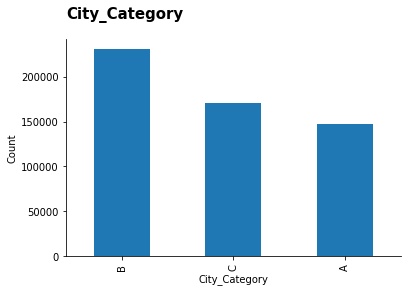 City_Category
200000
150000
100000
50000
0
Count
B
C
A
City_Category